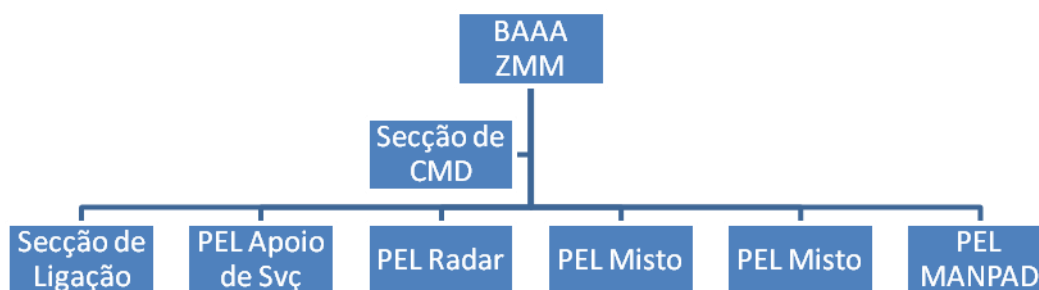 BAAA
ZMM
Secção de
CMD
Secção de
Ligação
PEL Apoio
de Svç
PEL Radar
PEL Misto
PEL Misto
PEL
MANPAD